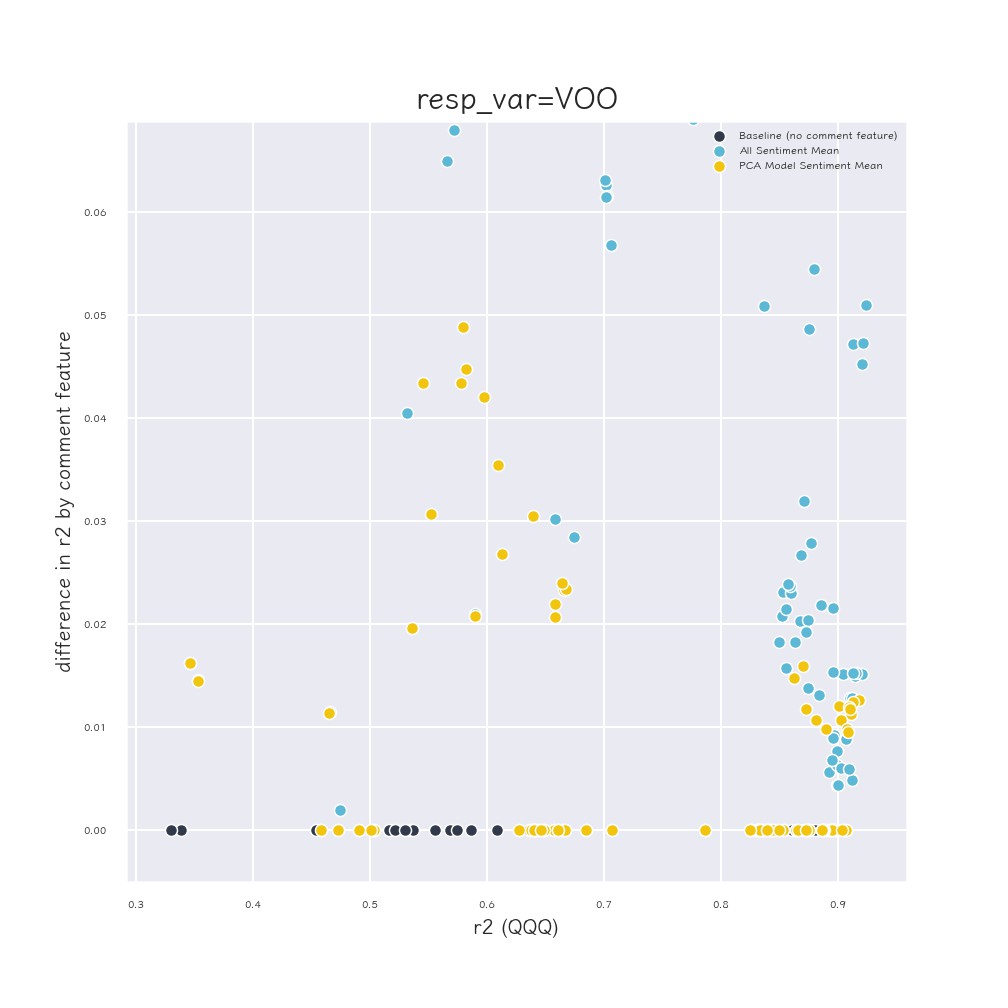 resp_var=VOO
Baseline (no comment feature)
All Sentiment Mean
PCA Model Sentiment Mean
difference in r2 by comment feature
0.06
0.05
0.04
0.03
0.02
0.01
0.00
0.3 0.4 0.5 0.6 0.7 0.8 0.9
r2 (QQQ)